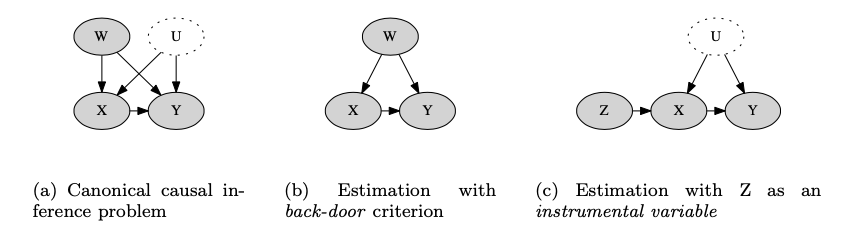 W
U
X
Y
(a) Canonical causal in-
ference problem
W
X
Y
(b) Estimation with
back-door criterion
U
Z
X
Y
(c) Estimation with Z as an
instrumental variable